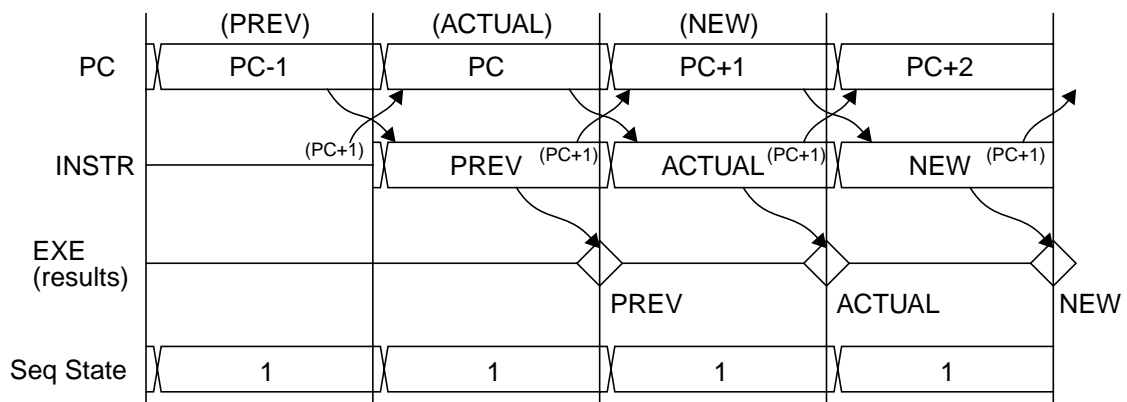 (PREV) (ACTUAL) (NEW)
PC PC-1 PC PC+1 PC+2
(PC+1) (PC+1) (PC+1) (PC+1)
INSTR PREV ACTUAL NEW
EXE
(results)
PREV ACTUAL NEW
Seq State 1 1 1 1